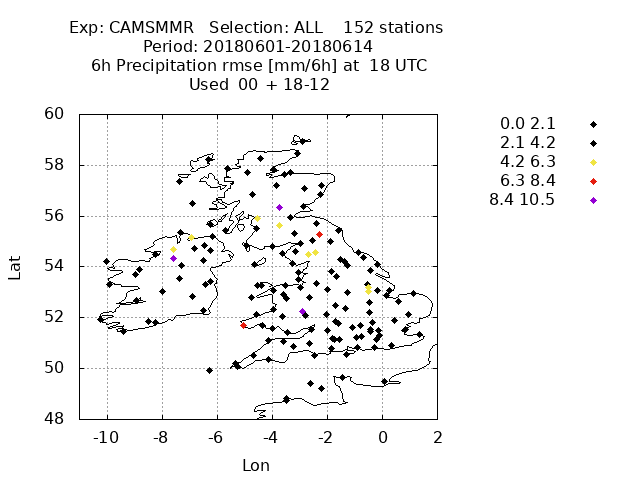 Exp: CAMSMMR Selection: ALL 152 stations
Period: 20180601-20180614
6h Precipitation rmse [mm/6h] at 18 UTC
Used 00 + 18-12
0.0 2.1
2.1 4.2
4.2 6.3
6.3 8.4
8.4 10.5
60
58
56
54
52
50
48
Lat
-10 -8 -6 -4 -2 0 2
Lon